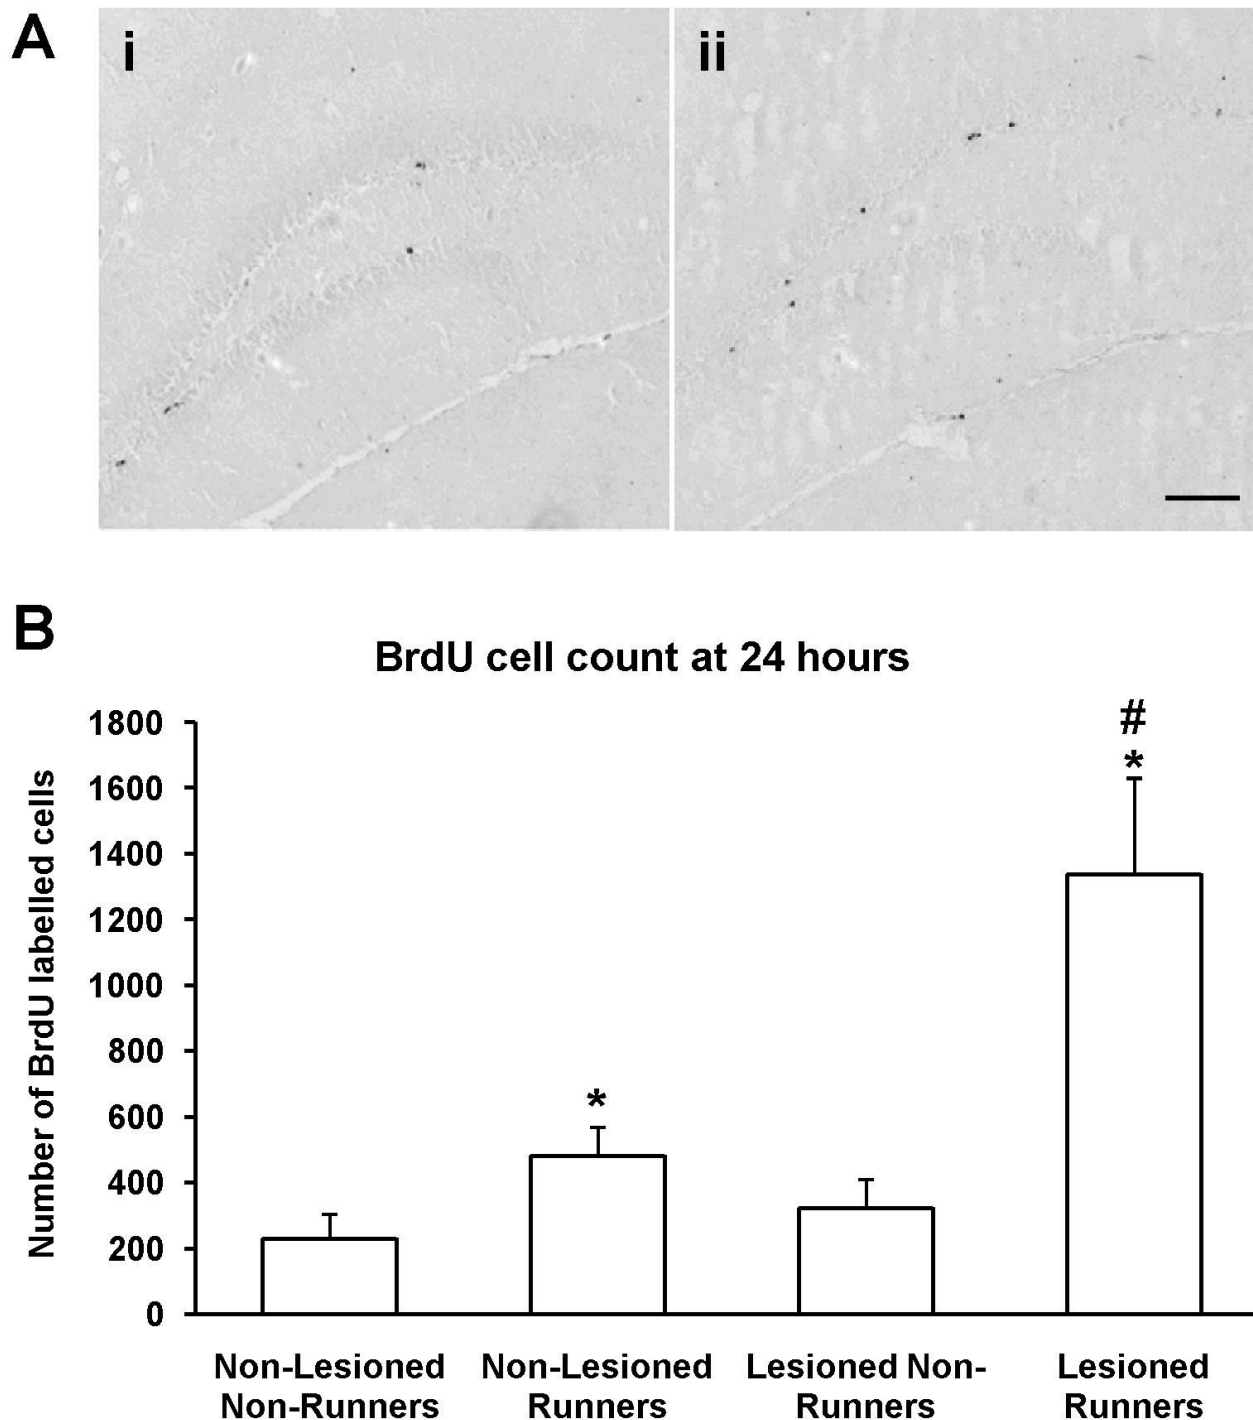 A
i
ii
B
BrdU cell count at 24 hours
Number of BrdU labelled cells
1800
1600
1400
1200
1000
800
600
400
200
0
*
#
*
Non-Lesioned
Non-Runners
Non-Lesioned
Runners
Lesioned Non-
Runners
Lesioned
Runners